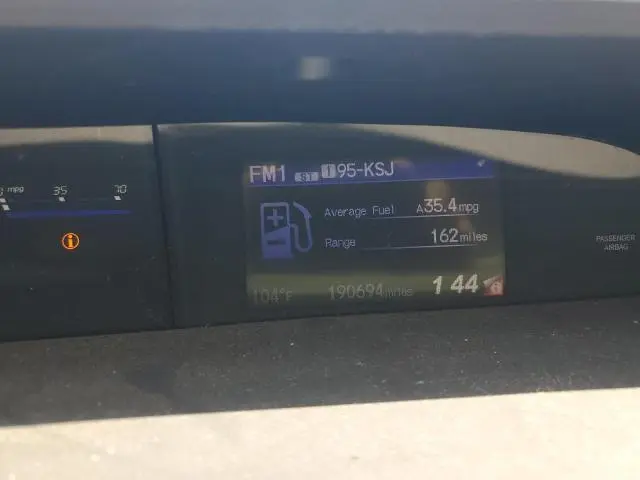 FM1 ST 1 95-KSJ
mpg 35 70
Average Fuel A35.4mpg
Range 162miles
PASSENGER
AIRBAG
104°F 190694miles 1 44